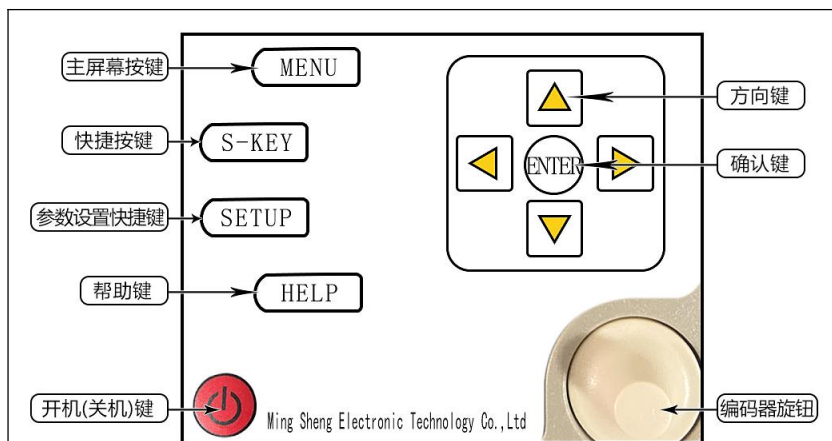 主屏幕按键
MENU
方向键
快捷按键
S-KEY
ENTER
确认键
参数设置快捷键
SETUP
帮助键
HELP
开机(关机)键
Ming Sheng Electronic Technology Co.,Ltd
编码器旋钮